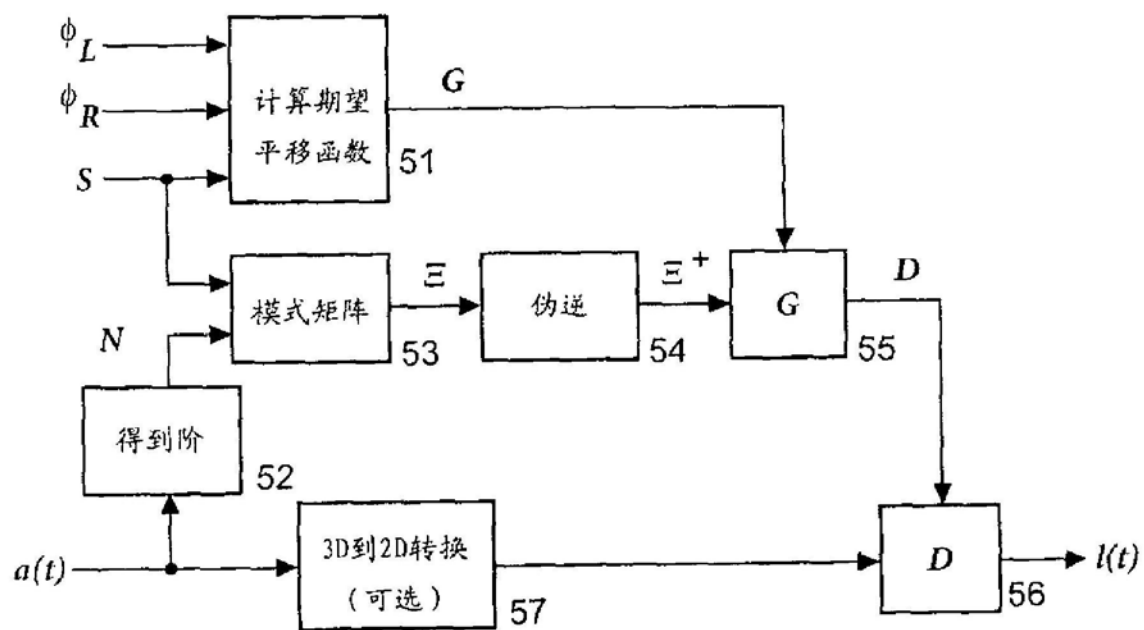 ϕL
ϕR
S
计算期望
平移函数
51
G
模式矩阵
53
Ξ
伪逆
54
Ξ+
G
55
D
N
得到阶
52
a(t)
3D到2D转换
(可选)
57
D
56
l(t)